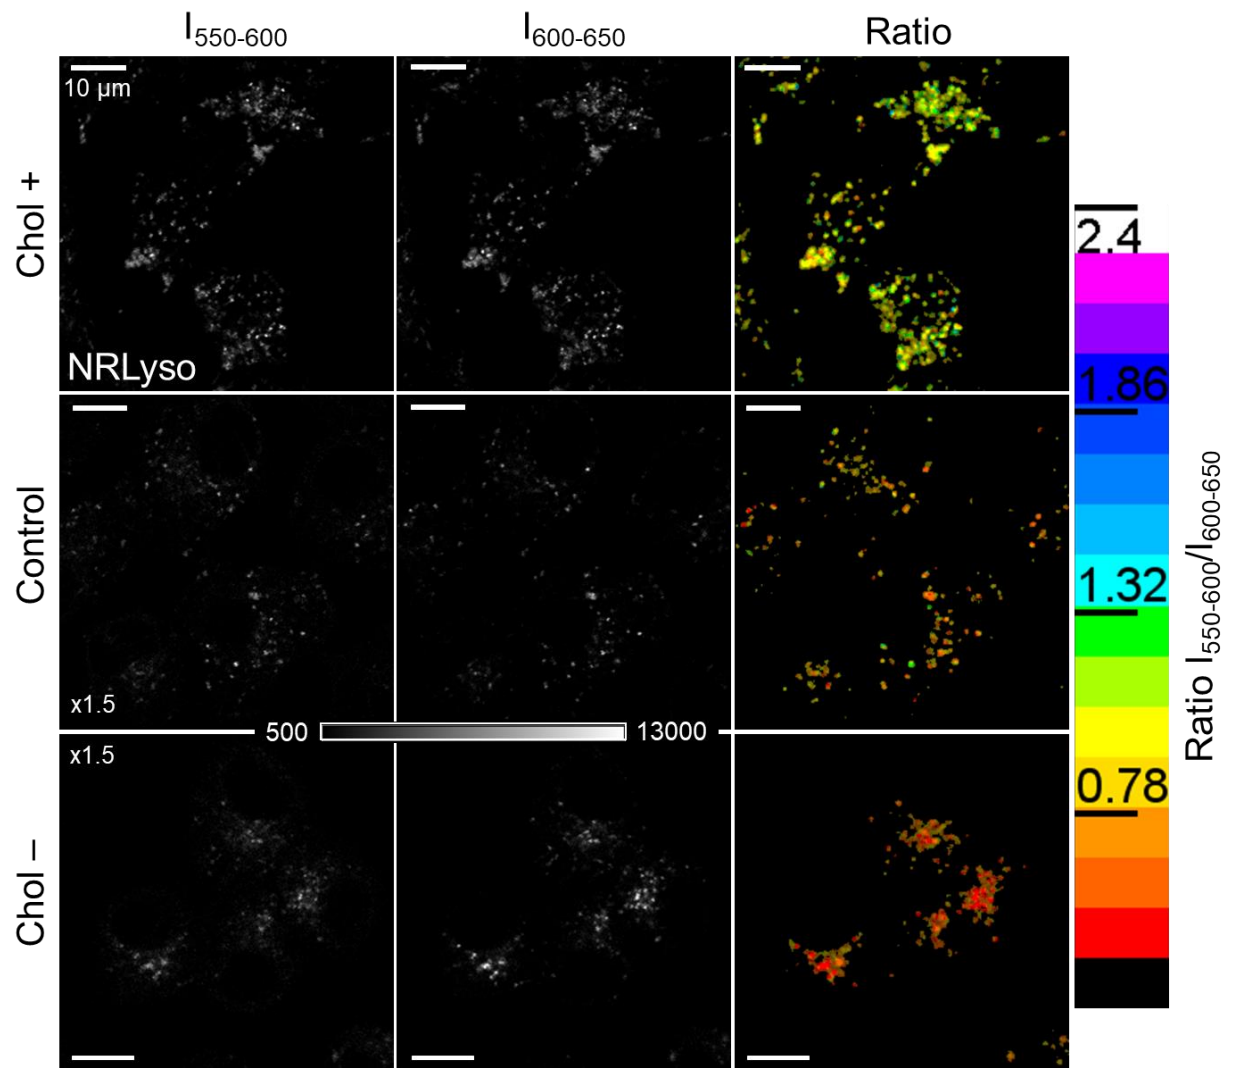 I550-600
I600-650
Ratio
Chol +
10 µm
NRLyso
Control
x1.5
500
13000
Chol –
x1.5
2.4
1.86
1.32
0.78
Ratio I550-600/I600-650